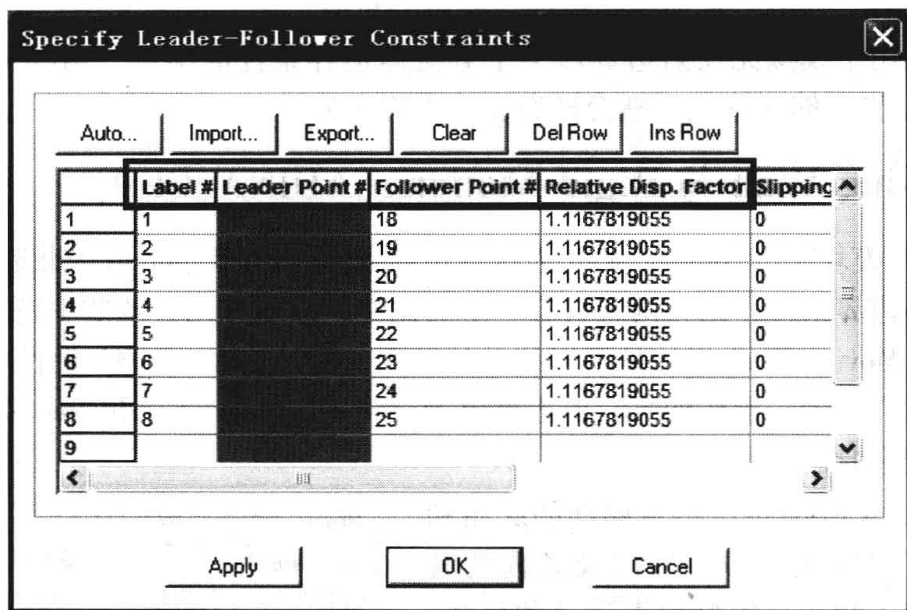 Specify Leader-Follower Constraints
Auto... Import... Export... Clear Del Row Ins Row
Label # Leader Point # Follower Point # Relative Disp. Factor Slipping
1 1 18 1.1167819055 0
2 2 19 1.1167819055 0
3 3 20 1.1167819055 0
4 4 21 1.1167819055 0
5 5 22 1.1167819055 0
6 6 23 1.1167819055 0
7 7 24 1.1167819055 0
8 8 25 1.1167819055 0
9
Apply OK Cancel